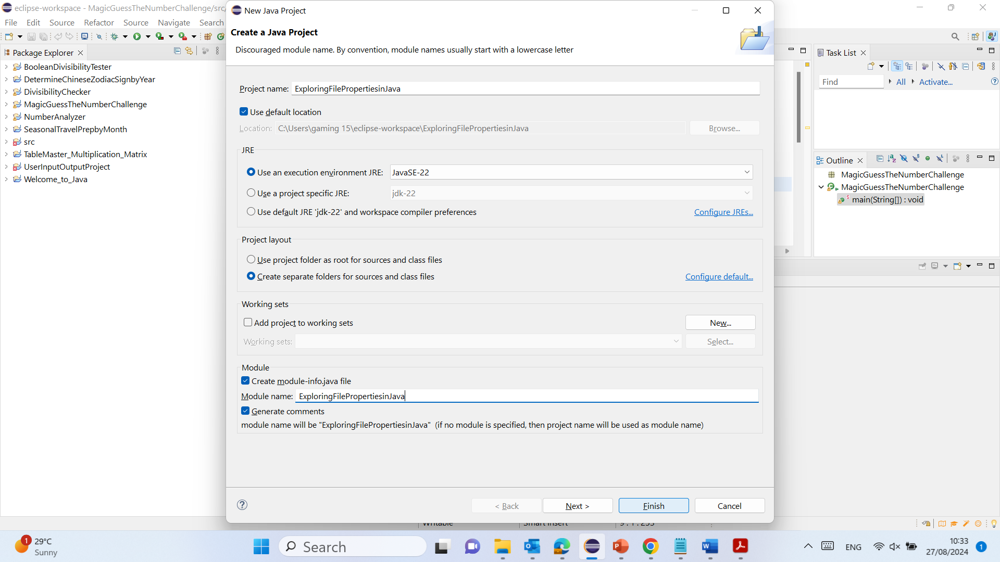 eclipse-workspace - MagicGuessTheNumberChallenge/src/
New Java Project
File Edit Source Refactor Source Navigate Search
Create a Java Project
Discouraged module name. By convention, module names usually start with a lowercase letter
Package Explorer
BooleanDivisibilityTester
DetermineChineseZodiacSignbyYear
DivisibilityChecker
MagicGuessTheNumberChallenge
NumberAnalyzer
SeasonalTravelPrepbyMonth
src
TableMaster_Multiplication_Matrix
UserInputOutputProject
Welcome_to_Java
Project name: ExploringFilePropertiesinJava
Use default location
Location: C:\Users\gaming 15\eclipse-workspace\ExploringFilePropertiesinJava Browse...
JRE
Use an execution environment JRE: JavaSE-22
Use a project specific JRE: jdk-22
Use default JRE 'jdk-22' and workspace compiler preferences Configure JREs...
Project layout
Use project folder as root for sources and class files
Create separate folders for sources and class files Configure default...
Working sets
Add project to working sets New...
Working sets: Select...
Module
Create module-info.java file
Module name: ExploringFilePropertiesinJava
Generate comments
module name will be "ExploringFilePropertiesinJava" (if no module is specified, then project name will be used as module name)
< Back Next > Finish Cancel
Task List
Find All Activate...
Outline
MagicGuessTheNumberChallenge
MagicGuessTheNumberChallenge
main(String[]) : void
Writable Smart Insert
1
29°C
Sunny
Search
ENG
10:33
27/08/2024
1